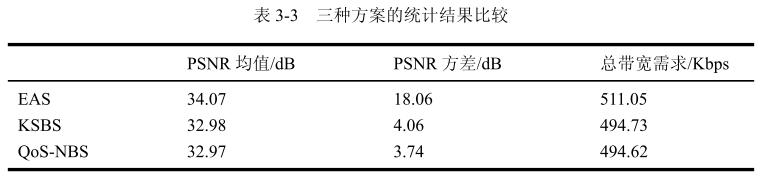 表 3-3 三种方案的统计结果比较
PSNR 均值/dB PSNR 方差/dB 总带宽需求/Kbps
EAS 34.07 18.06 511.05
KSBS 32.98 4.06 494.73
QoS-NBS 32.97 3.74 494.62